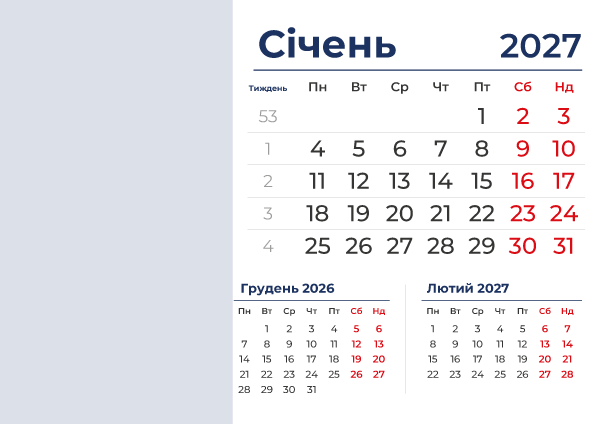 Січень 2027
Тиждень Пн Вт Ср Чт Пт Сб Нд
53 1 2 3
1 4 5 6 7 8 9 10
2 11 12 13 14 15 16 17
3 18 19 20 21 22 23 24
4 25 26 27 28 29 30 31
Грудень 2026
Пн Вт Ср Чт Пт Сб Нд
1 2 3 4 5 6
7 8 9 10 11 12 13
14 15 16 17 18 19 20
21 22 23 24 25 26 27
28 29 30 31
Лютий 2027
Пн Вт Ср Чт Пт Сб Нд
1 2 3 4 5 6 7
8 9 10 11 12 13 14
15 16 17 18 19 20 21
22 23 24 25 26 27 28